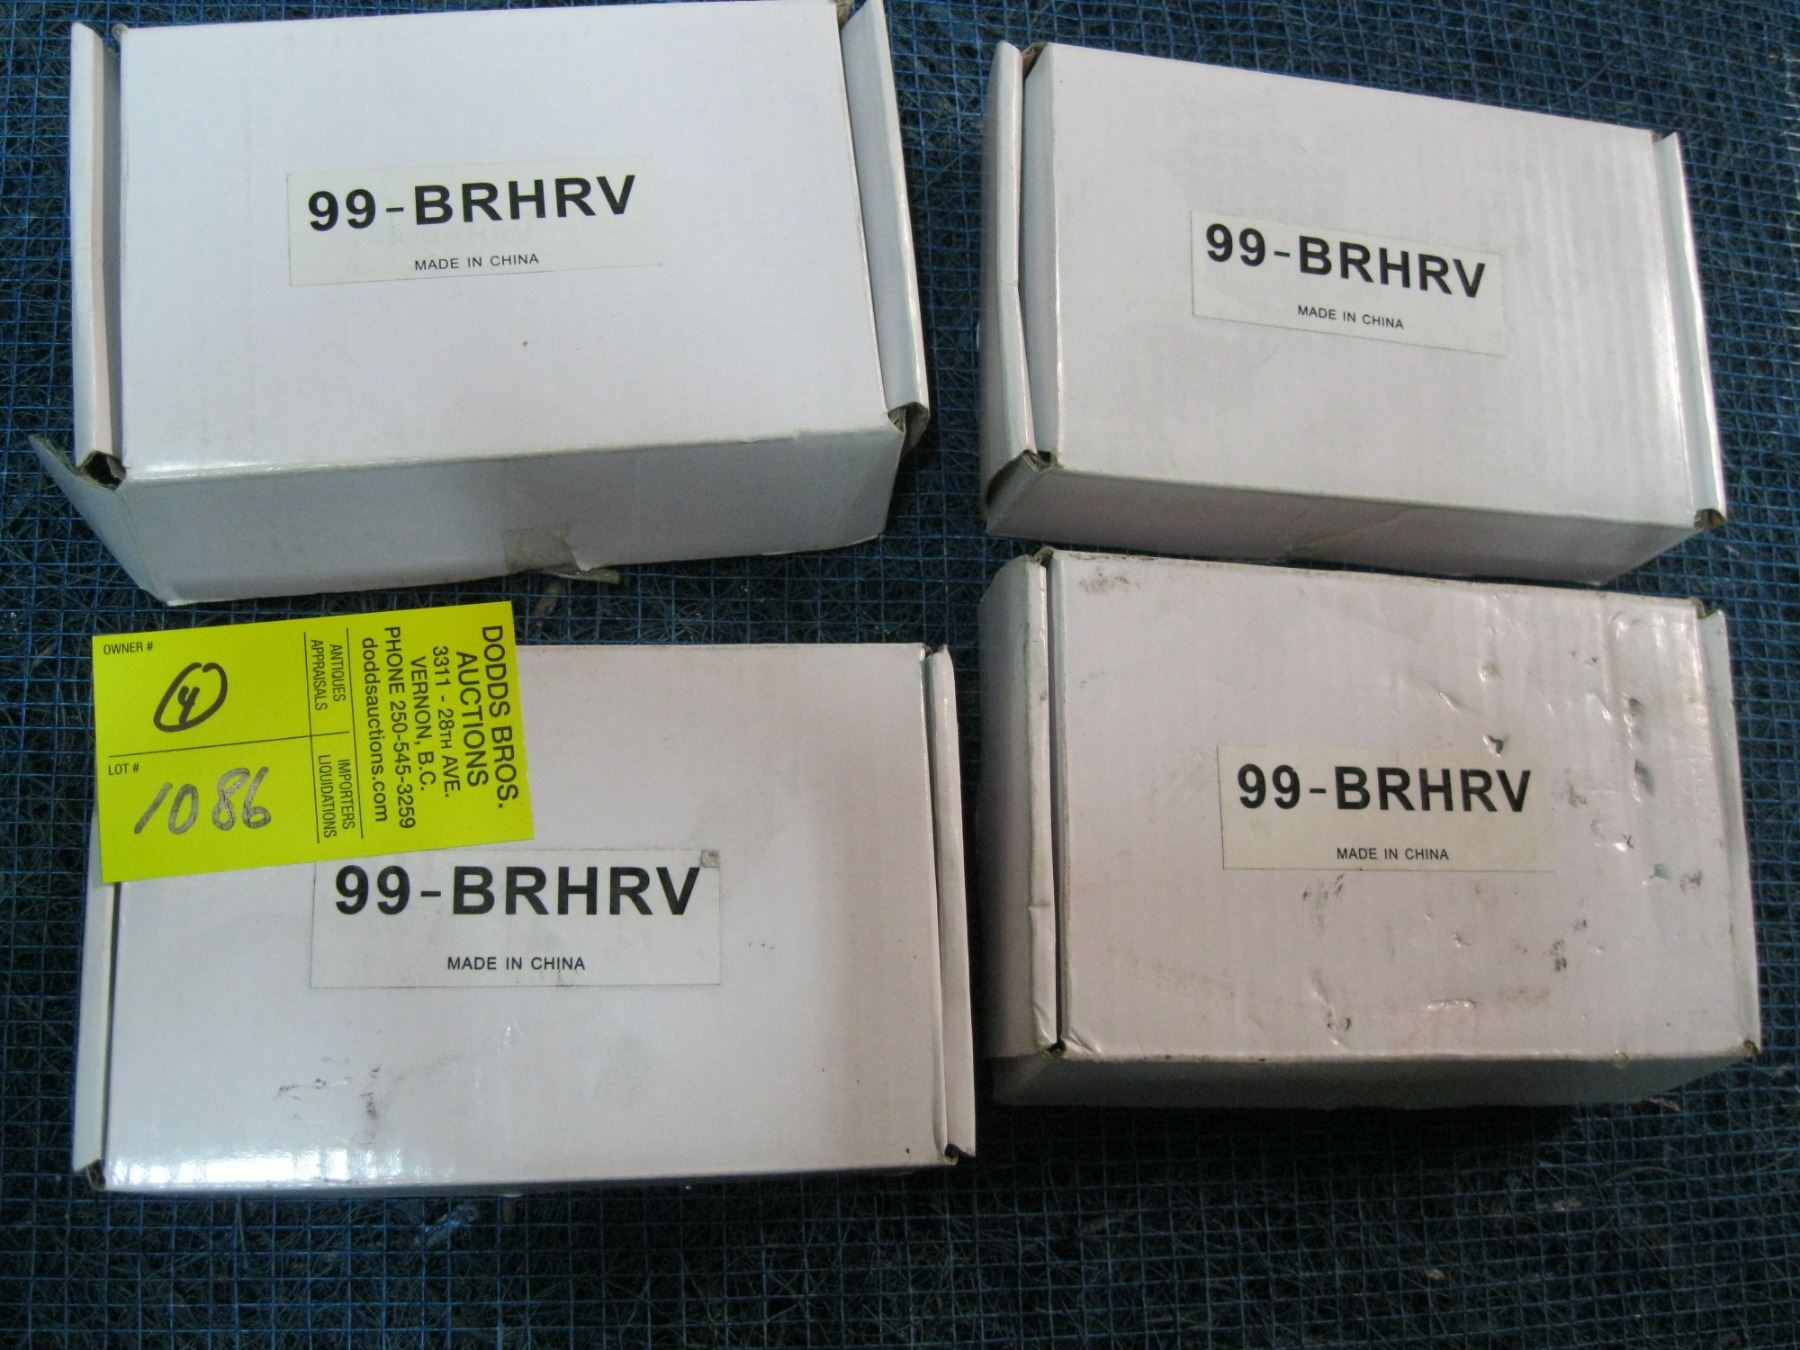 99-BRHRV
MADE IN CHINA
99-BRHRV
MADE IN CHINA
OWNER #
4
LOT #
1086
ANTIQUES
APPRAISALS
IMPORTERS
LIQUIDATIONS
DODDS BROS.
AUCTIONS
3311 - 28TH AVE.
VERNON, B.C.
PHONE 250-545-3259
doddsauctions.com
99-BRHRV
MADE IN CHINA
99-BRHRV
MADE IN CHINA